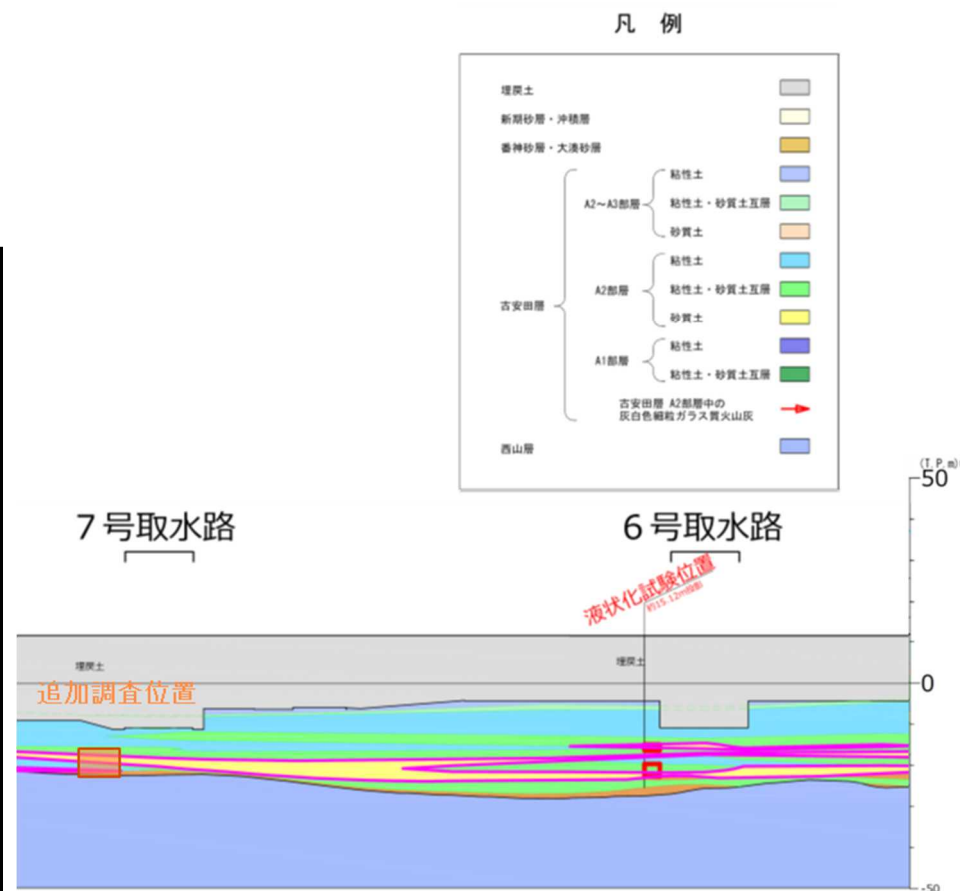 凡 例
埋戻土
新期砂層・沖積層
番神砂層・大湊砂層
古安田層
A2～A3部層
粘性土
粘性土・砂質土互層
砂質土
A2部層
粘性土
粘性土・砂質土互層
砂質土
A1部層
粘性土
粘性土・砂質土互層
古安田層 A2部層中の
灰白色細粒ガラス質火山灰
西山層
(T.P.m)
50
7号取水路
6号取水路
液状化試験位置
埋戻土
埋戻土
追加調査位置
0
-50